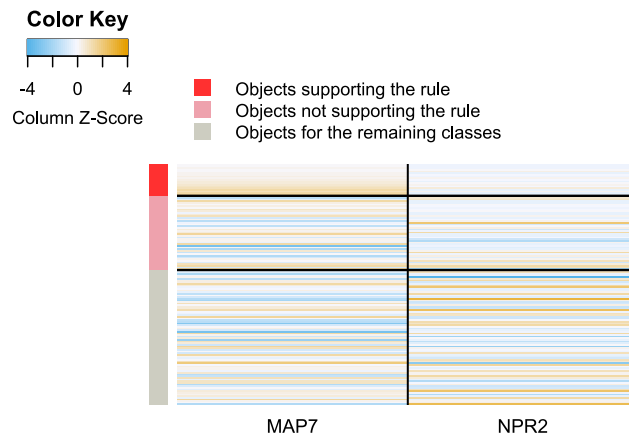 Color Key
-4 0 4
Column Z-Score
Objects supporting the rule
Objects not supporting the rule
Objects for the remaining classes
MAP7 NPR2